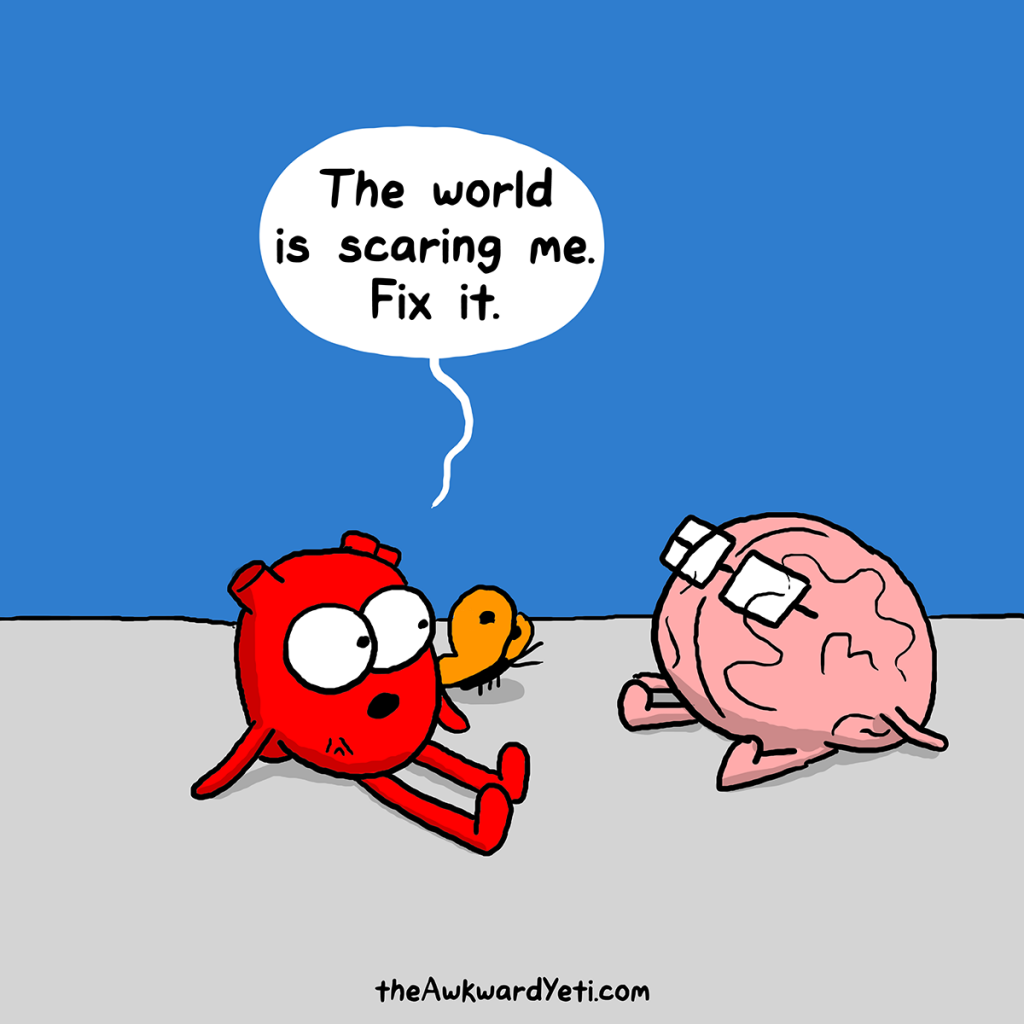 The world
is scaring me.
Fix it.
theAwkwardYeti.com